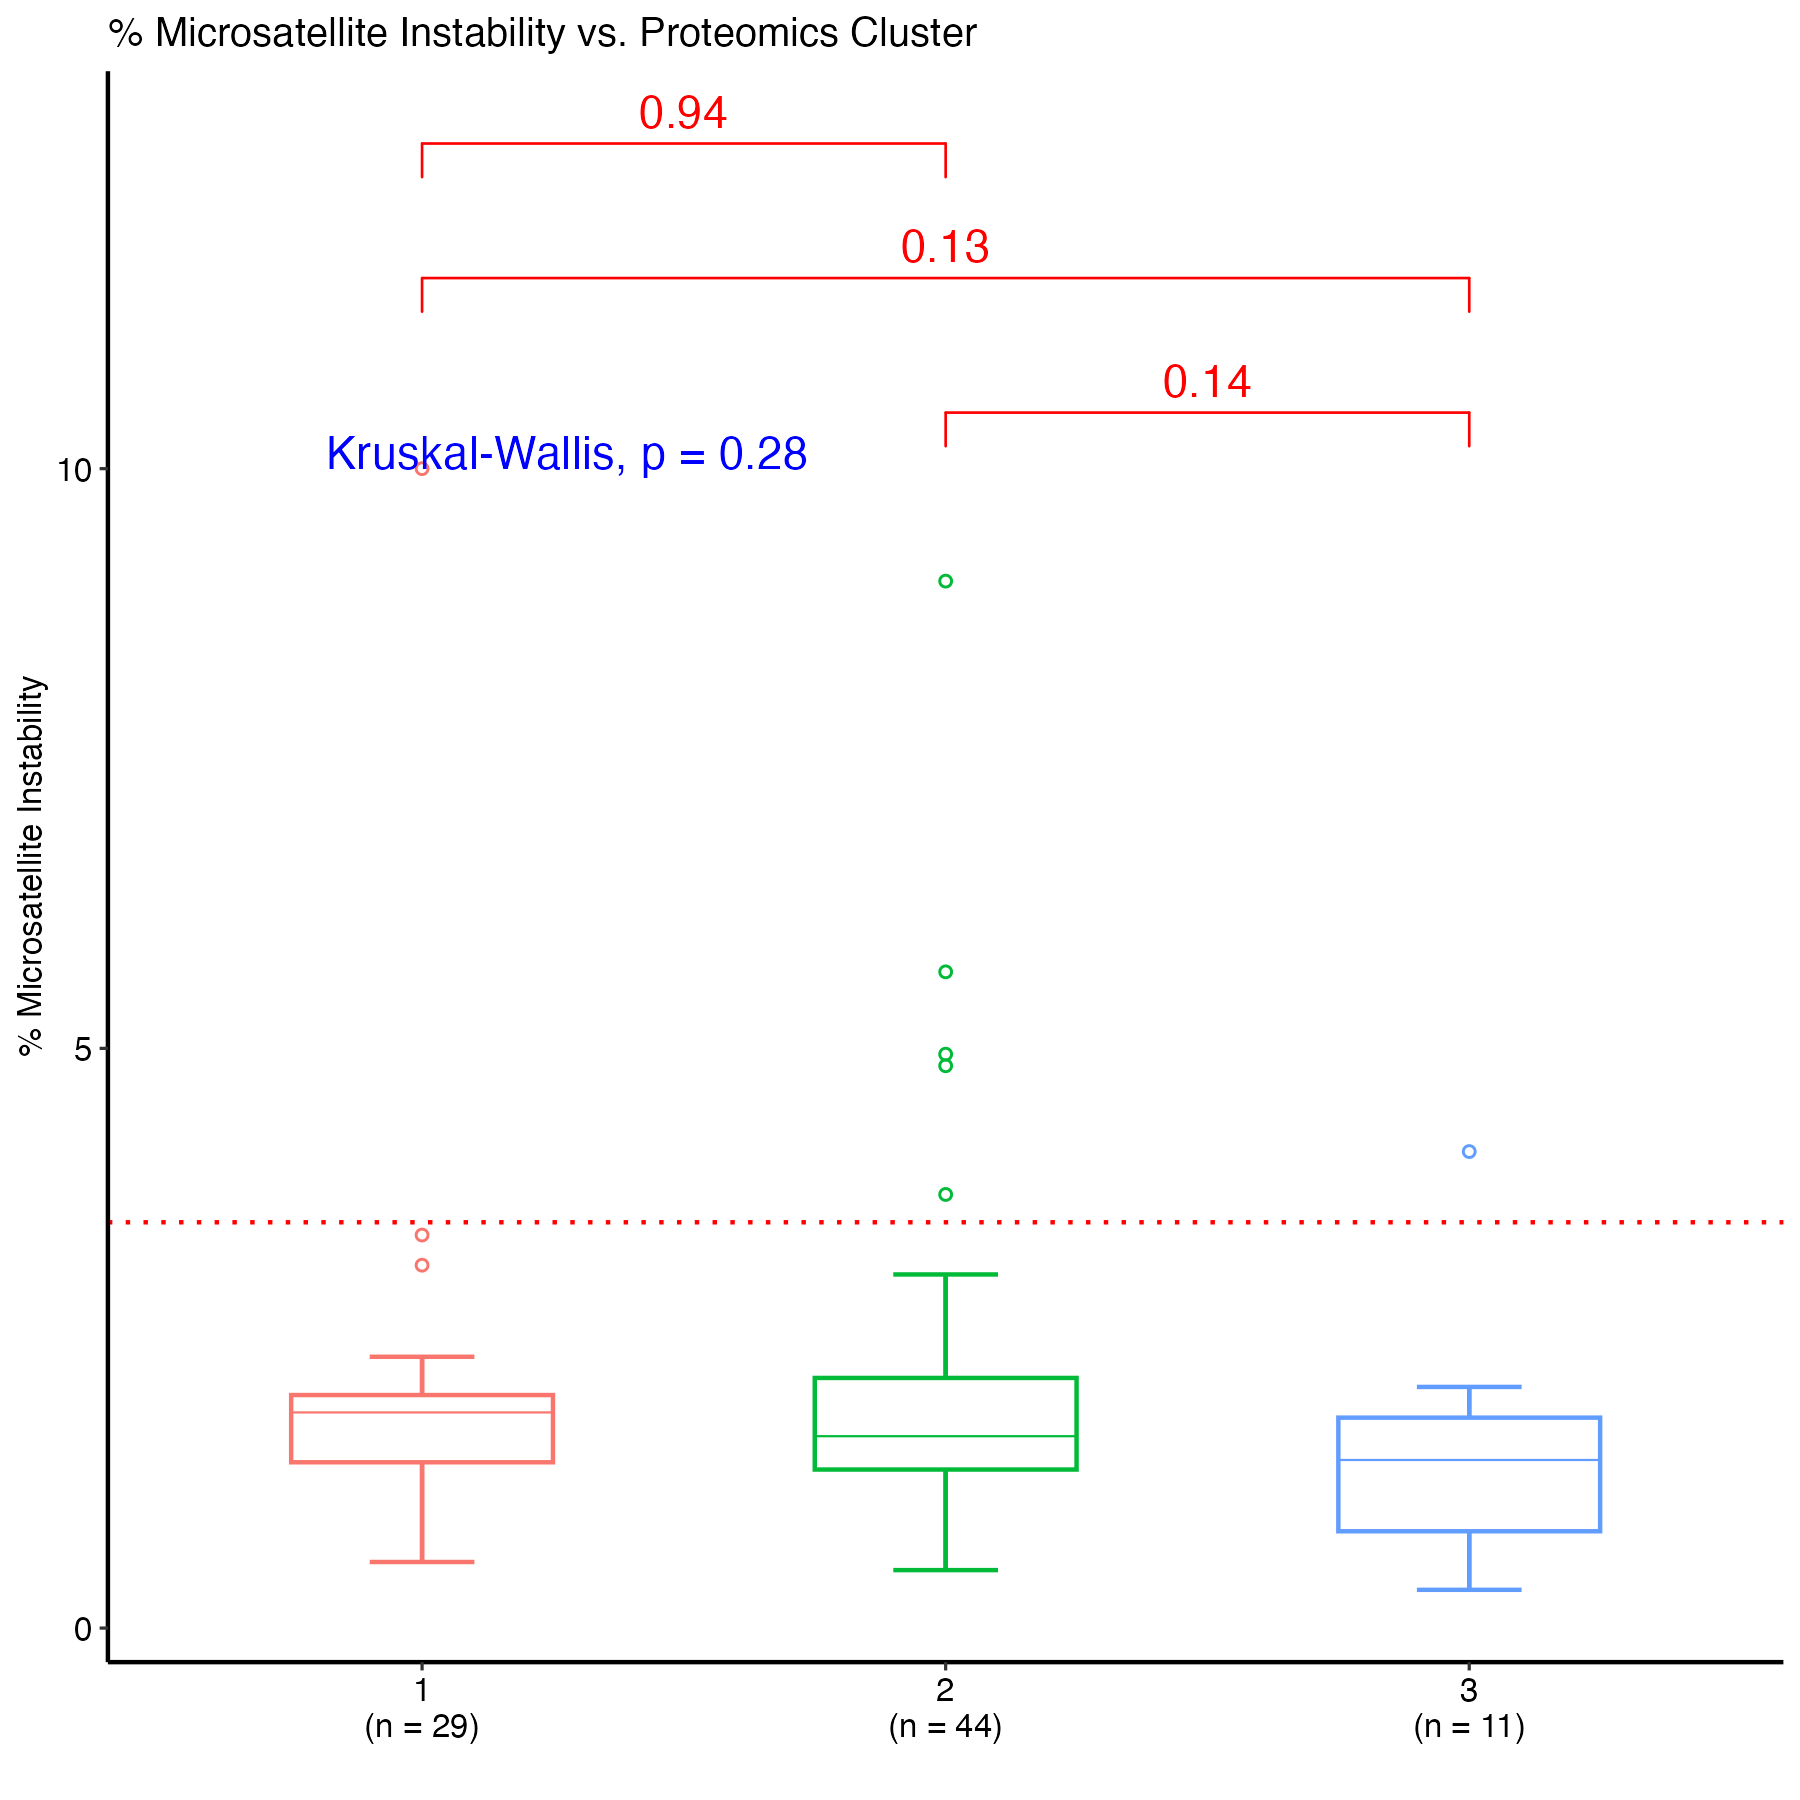 % Microsatellite Instability vs. Proteomics Cluster
0.94
0.13
0.14
Kruskal-Wallis, p = 0.28
% Microsatellite Instability
10
5
0
1
(n = 29)
2
(n = 44)
3
(n = 11)